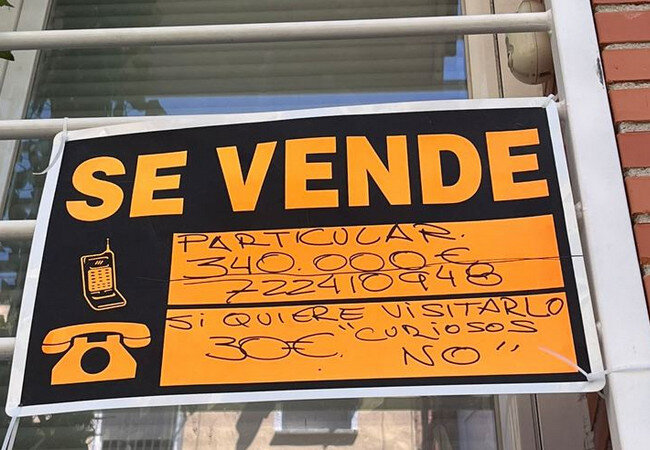 SE VENDE
PARTICULAR.
340.000€
722410948
SI QUIERE VISITARLO
30€. "CURIOSOS
NO"